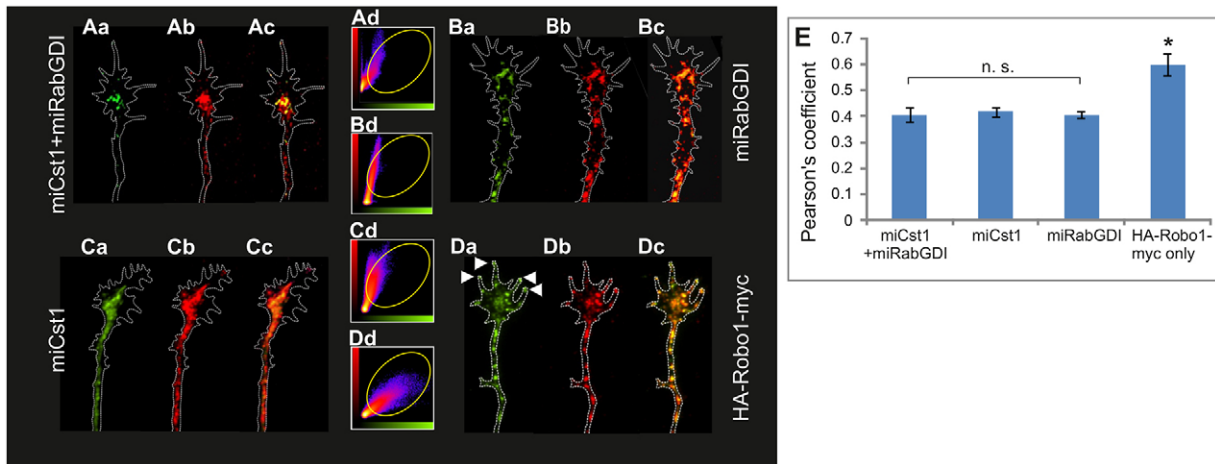 Aa Ab Ac Ad Ba Bb Bc
miCst1+miRabGDI
Bd
miRabGDI
Ca Cb Cc Cd Da Db Dc
miCst1
Dd
HA-Robo1-myc
E
Pearson's coefficient
0.7
0.6
0.5
0.4
0.3
0.2
0.1
0
n. s.
*
miCst1
+miRabGDI
miCst1
miRabGDI
HA-Robo1-
myc only